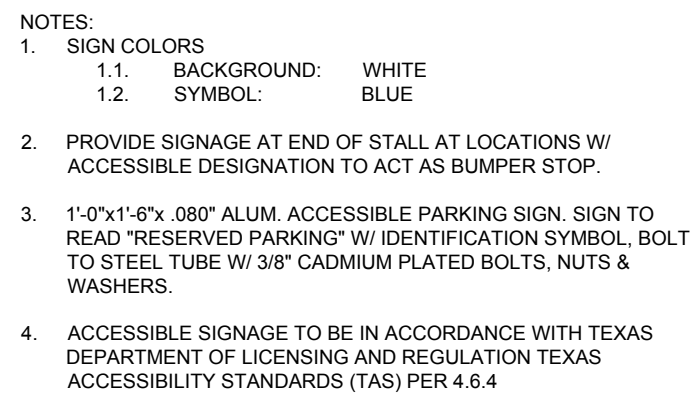 NOTES:
1. SIGN COLORS
1.1. BACKGROUND: WHITE
1.2. SYMBOL: BLUE
2. PROVIDE SIGNAGE AT END OF STALL AT LOCATIONS W/
ACCESSIBLE DESIGNATION TO ACT AS BUMPER STOP.
3. 1'-0"x1'-6"x .080" ALUM. ACCESSIBLE PARKING SIGN. SIGN TO
READ "RESERVED PARKING" W/ IDENTIFICATION SYMBOL, BOLT
TO STEEL TUBE W/ 3/8" CADMIUM PLATED BOLTS, NUTS &
WASHERS.
4. ACCESSIBLE SIGNAGE TO BE IN ACCORDANCE WITH TEXAS
DEPARTMENT OF LICENSING AND REGULATION TEXAS
ACCESSIBILITY STANDARDS (TAS) PER 4.6.4